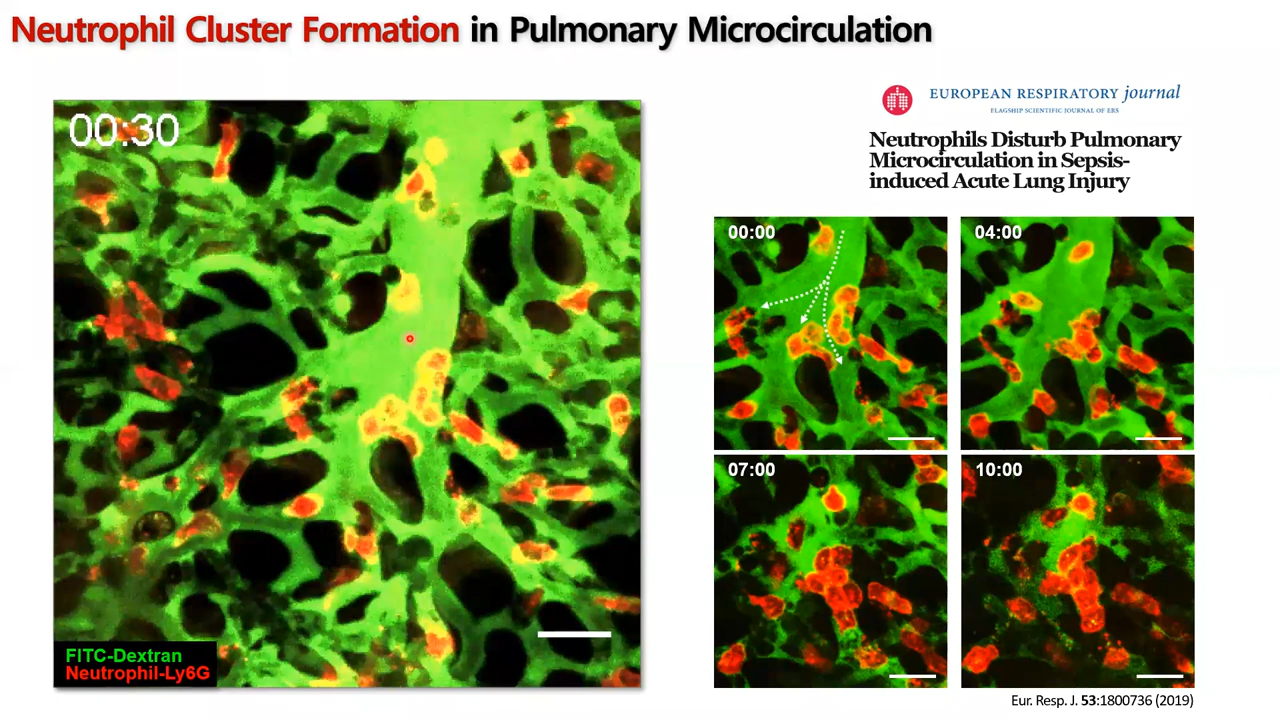 Neutrophil Cluster Formation in Pulmonary Microcirculation
00:30
FITC-Dextran
Neutrophil-Ly6G
EUROPEAN RESPIRATORY journal
FLAGSHIP SCIENTIFIC JOURNAL OF ERS
Neutrophils Disturb Pulmonary
Microcirculation in Sepsis-
induced Acute Lung Injury
00:00
04:00
07:00
10:00
Eur. Resp. J. 53:1800736 (2019)